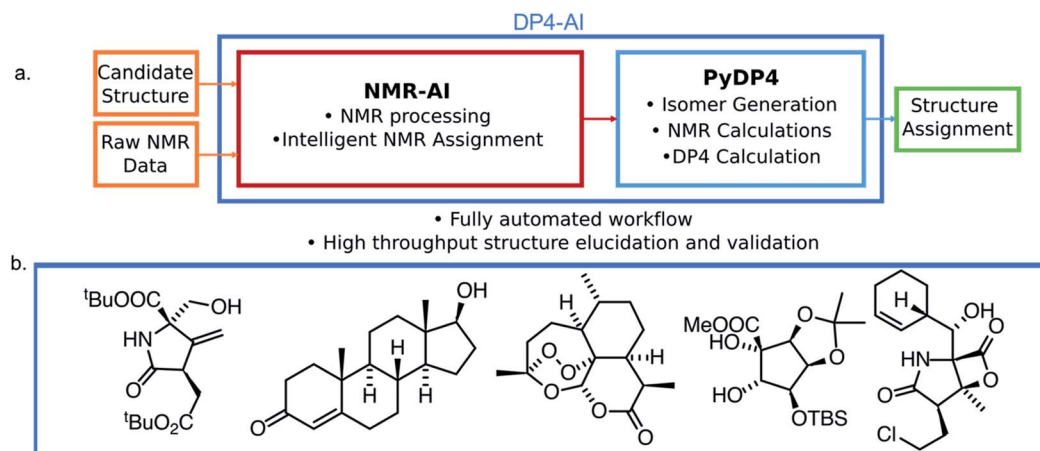 DP4-AI
a.
Candidate
Structure
Raw NMR
Data
NMR-AI
• NMR processing
•Intelligent NMR Assignment
PyDP4
• Isomer Generation
• NMR Calculations
•DP4 Calculation
Structure
Assignment
• Fully automated workflow
• High throughput structure elucidation and validation
b.
ᵗBuOOC
OH
HN
O
ᵗBuO₂C
OH
H
H
H
O
H
O
O
H
O
O
O
MeOOC
HO
O
O
HO
OTBS
H
OH
O
HN
O
O
Cl